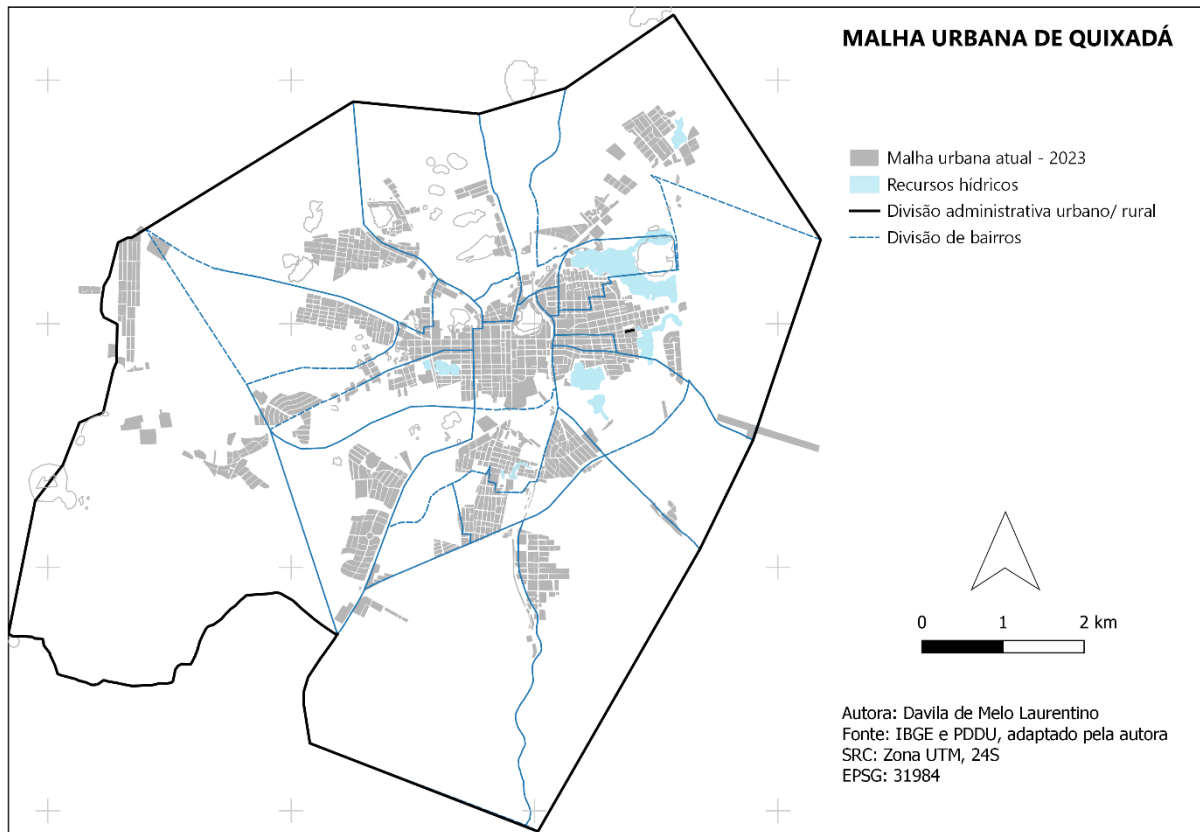 MALHA URBANA DE QUIXADÁ
Malha urbana atual - 2023
Recursos hídricos
Divisão administrativa urbano/ rural
Divisão de bairros
0 1 2 km
Autora: Davila de Melo Laurentino
Fonte: IBGE e PDDU, adaptado pela autora
SRC: Zona UTM, 24S
EPSG: 31984